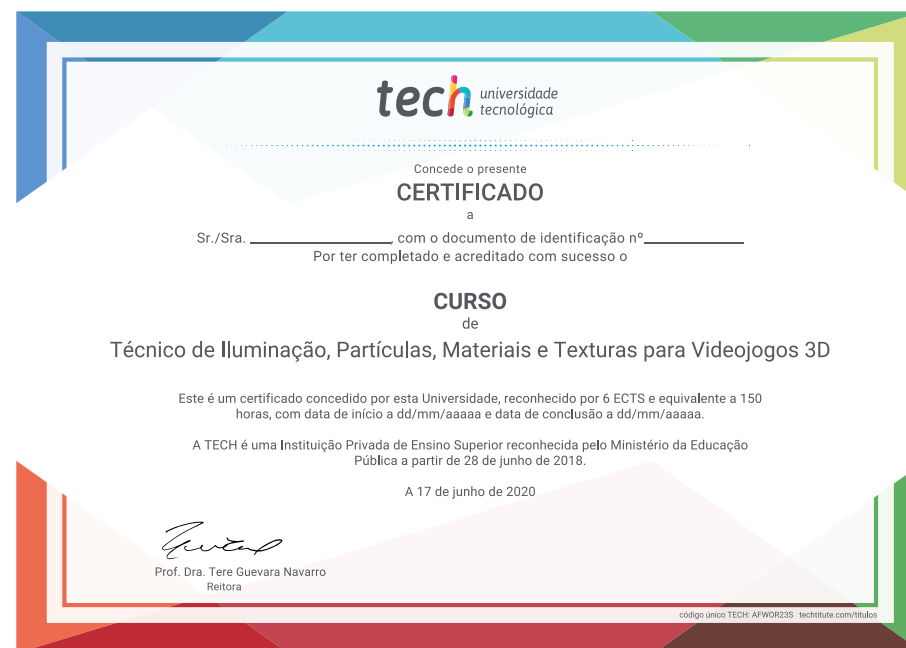 tech universidade
tecnológica
Concede o presente
CERTIFICADO
a
Sr./Sra. ____________________, com o documento de identificação nº______________
Por ter completado e acreditado com sucesso o
CURSO
de
Técnico de Iluminação, Partículas, Materiais e Texturas para Videojogos 3D
Este é um certificado concedido por esta Universidade, reconhecido por 6 ECTS e equivalente a 150
horas, com data de início a dd/mm/aaaaa e data de conclusão a dd/mm/aaaaa.
A TECH é uma Instituição Privada de Ensino Superior reconhecida pelo Ministério da Educação
Pública a partir de 28 de junho de 2018.
A 17 de junho de 2020
Prof. Dra. Tere Guevara Navarro
Reitora
código único TECH: AFWOR23S techtitute.com/titulos